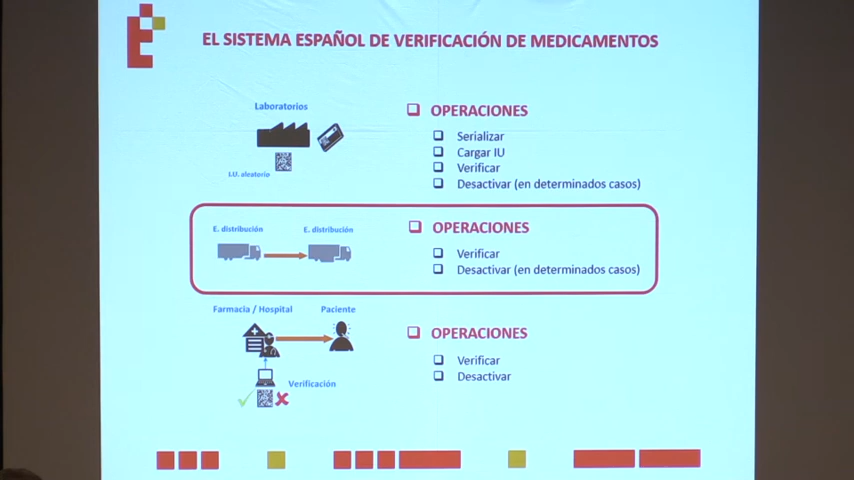 EL SISTEMA ESPAÑOL DE VERIFICACIÓN DE MEDICAMENTOS
Laboratorios
I.U. aleatorio
OPERACIONES
Serializar
Cargar IU
Verificar
Desactivar (en determinados casos)
E. distribución
E. distribución
OPERACIONES
Verificar
Desactivar (en determinados casos)
Farmacia / Hospital
Paciente
Verificación
OPERACIONES
Verificar
Desactivar